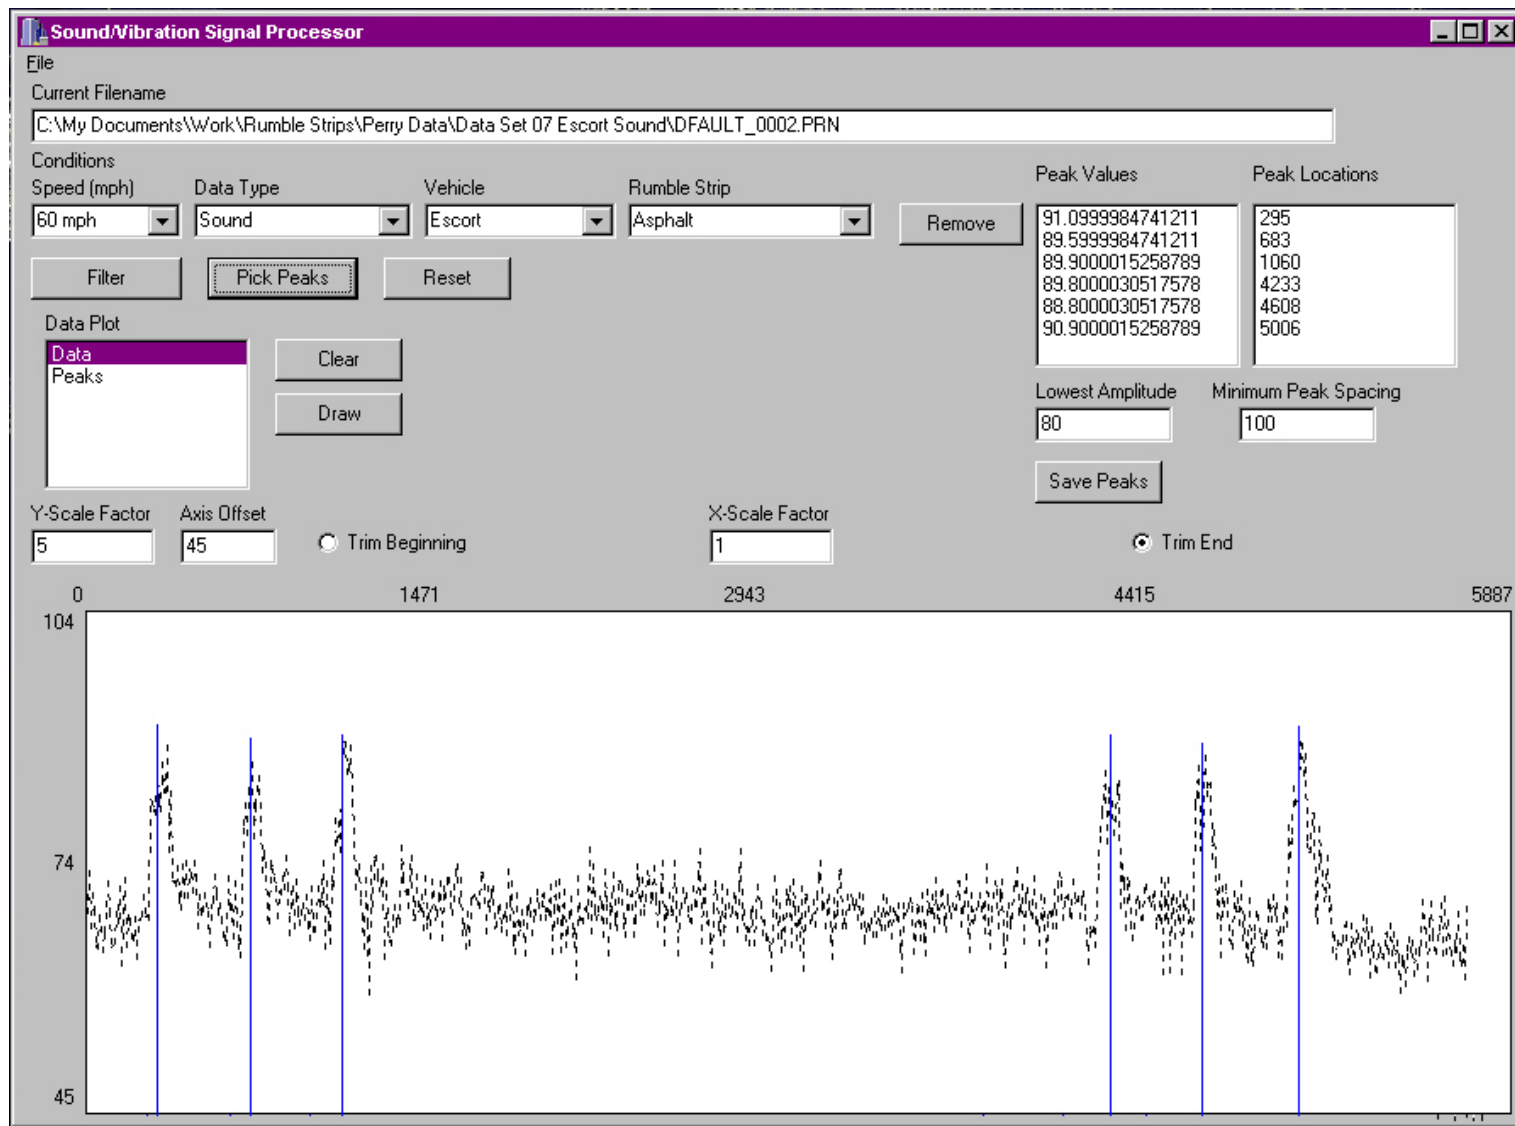 Sound/Vibration Signal Processor
File
Current Filename
C:\My Documents\Work\Rumble Strips\Perry Data\Data Set 07 Escort Sound\DFAULT_0002.PRN
Conditions
Speed (mph) Data Type Vehicle Rumble Strip Peak Values Peak Locations
60 mph Sound Escort Asphalt Remove
91.0999984741211 295
89.5999984741211 683
89.9000015258789 1060
89.8000030517578 4233
88.8000030517578 4608
90.9000015258789 5006
Filter Pick Peaks Reset
Data Plot
Data
Peaks
Clear
Draw
Lowest Amplitude Minimum Peak Spacing
80 100
Save Peaks
Y-Scale Factor Axis Offset X-Scale Factor
5 45 Trim Beginning 1 Trim End
0 1471 2943 4415 5887
104
74
45